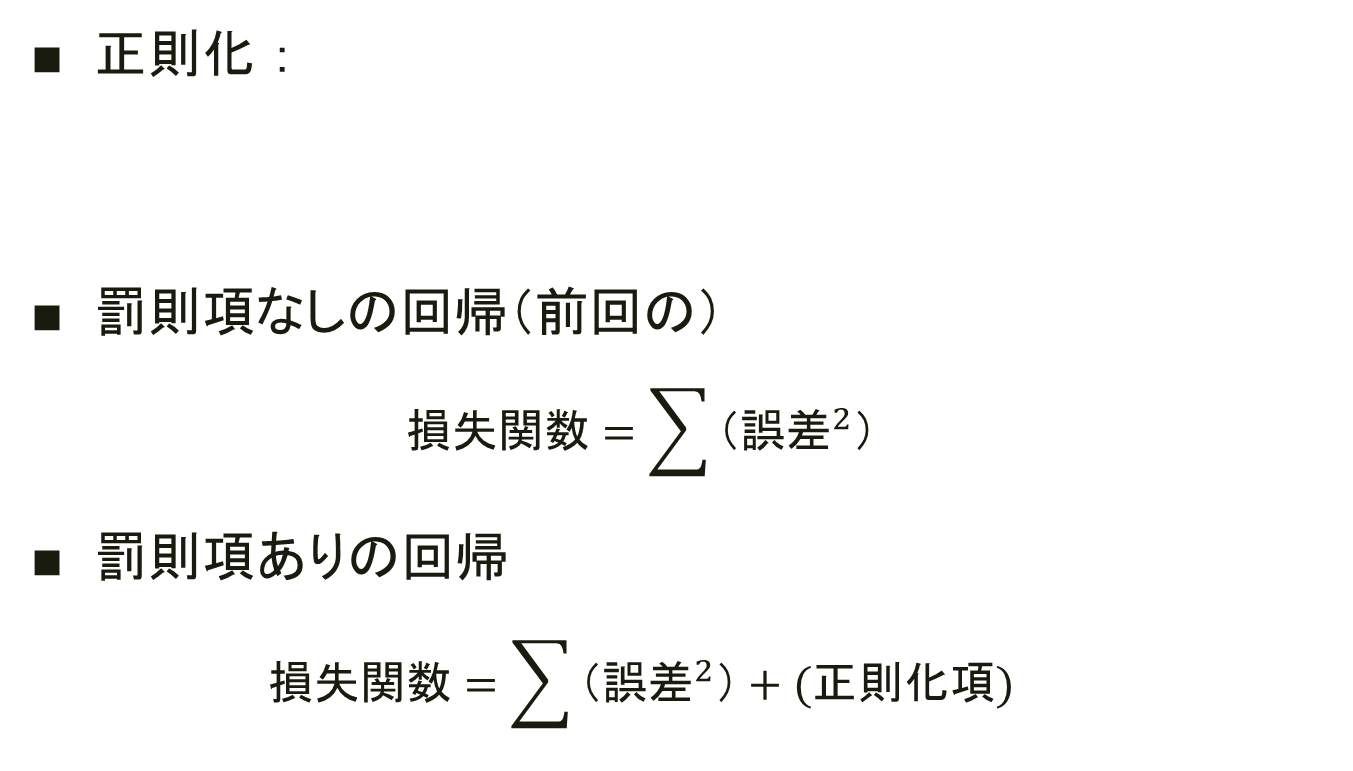 ■ 正則化：
■ 罰則項なしの回帰（前回の）
損失関数 = ∑（誤差²）
■ 罰則項ありの回帰
損失関数 = ∑（誤差²）+ (正則化項)